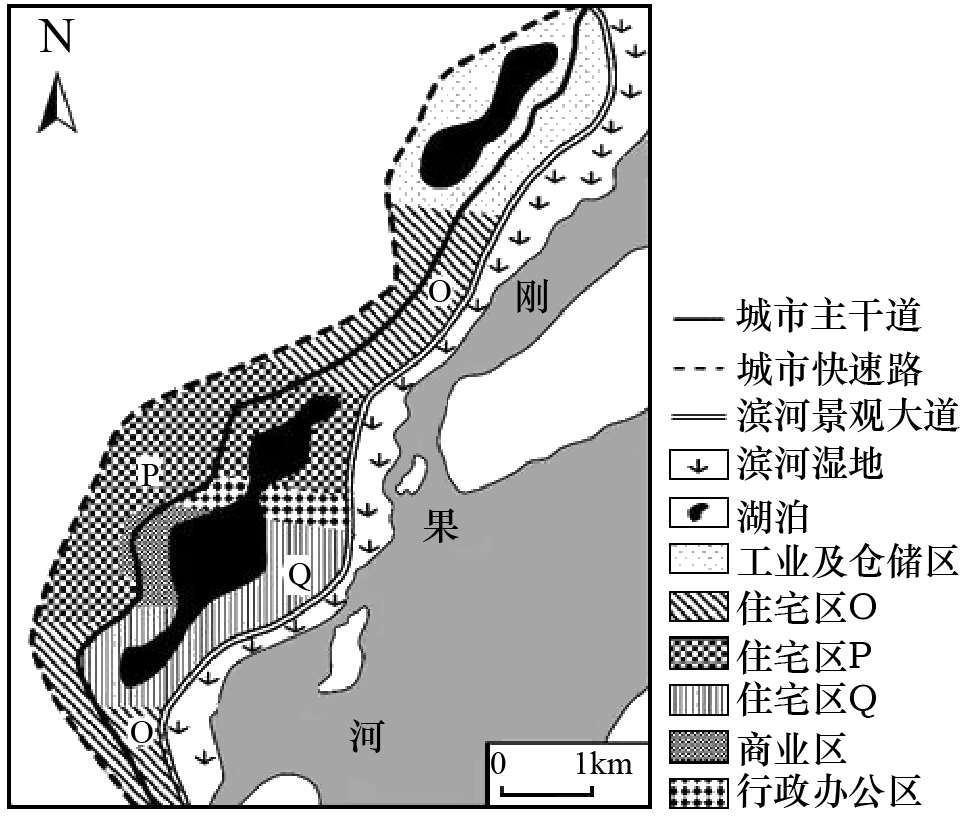 N
O
刚
P
果
Q
河
O
0 1km
城市主干道
城市快速路
滨河景观大道
滨河湿地
湖泊
工业及仓储区
住宅区O
住宅区P
住宅区Q
商业区
行政办公区